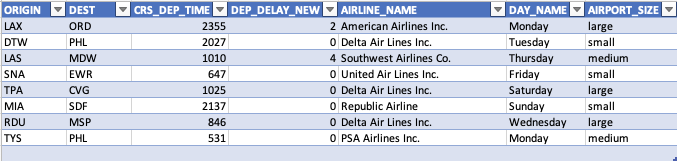 ORIGIN DEST CRS_DEP_TIME DEP_DELAY_NEW AIRLINE_NAME DAY_NAME AIRPORT_SIZE
LAX ORD 2355 2 American Airlines Inc. Monday large
DTW PHL 2027 0 Delta Air Lines Inc. Tuesday small
LAS MDW 1010 4 Southwest Airlines Co. Thursday medium
SNA EWR 647 0 United Air Lines Inc. Friday small
TPA CVG 1025 0 Delta Air Lines Inc. Saturday large
MIA SDF 2137 0 Republic Airline Sunday small
RDU MSP 846 0 Delta Air Lines Inc. Wednesday large
TYS PHL 531 0 PSA Airlines Inc. Monday medium